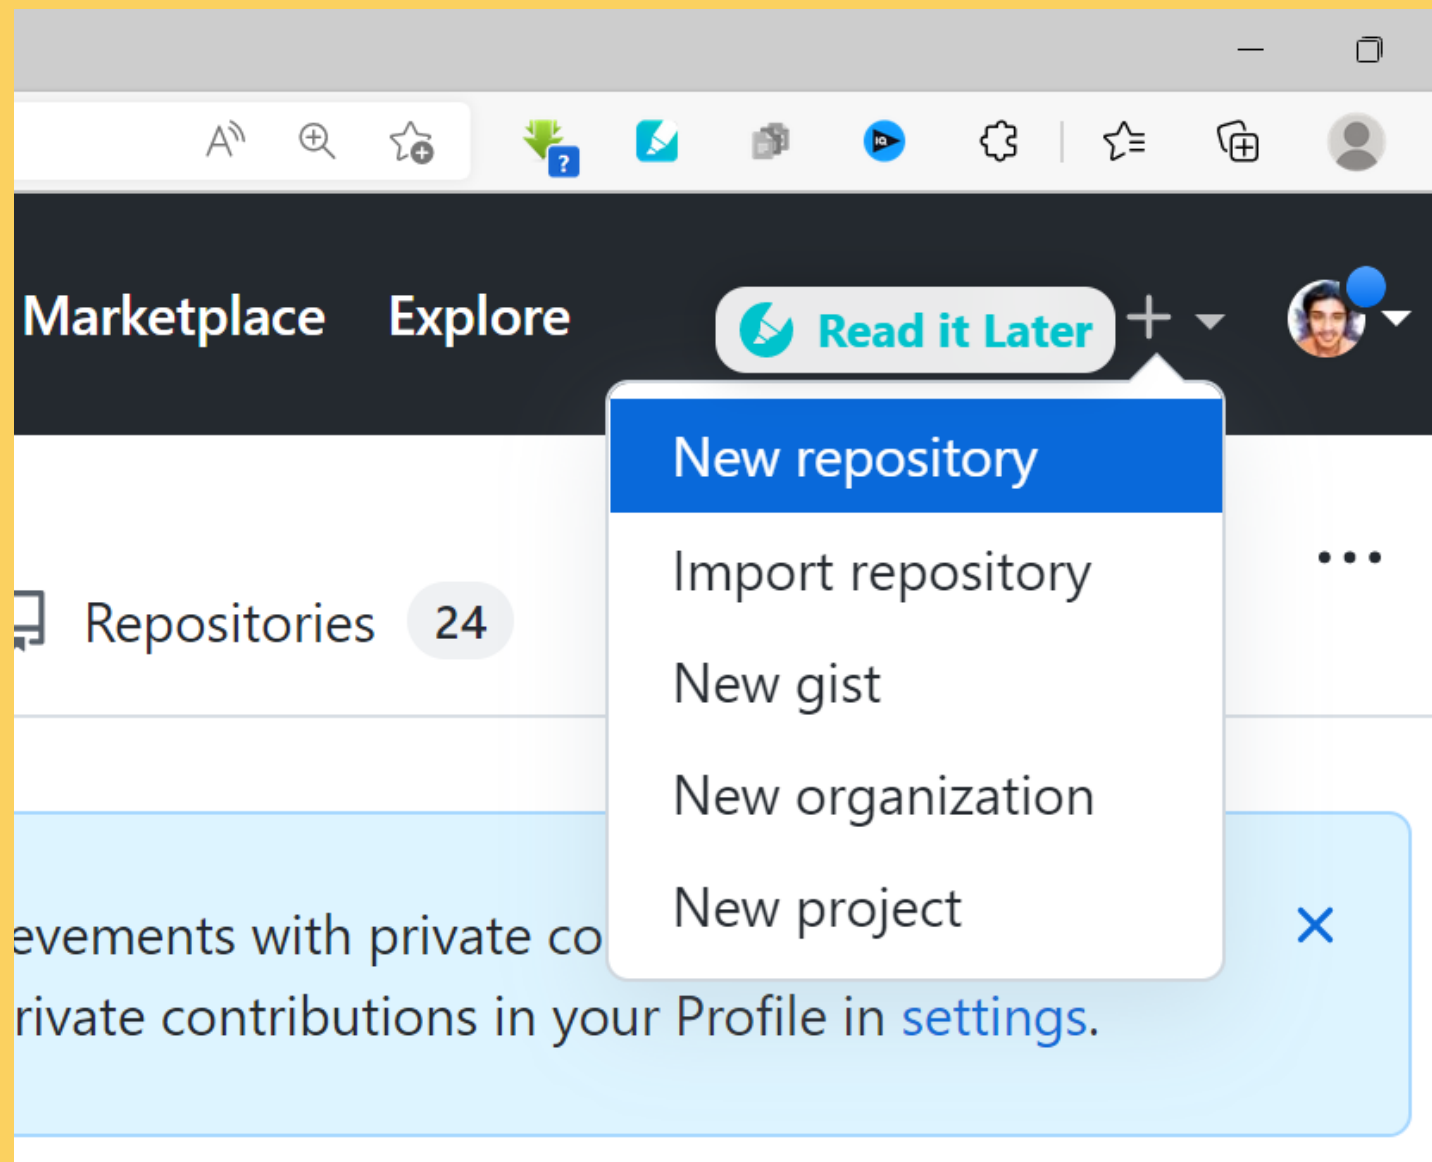 A
?
IQ
Marketplace Explore
Read it Later
New repository
Import repository
Repositories 24
New gist
New organization
New project
evements with private co
rivate contributions in your Profile in settings.